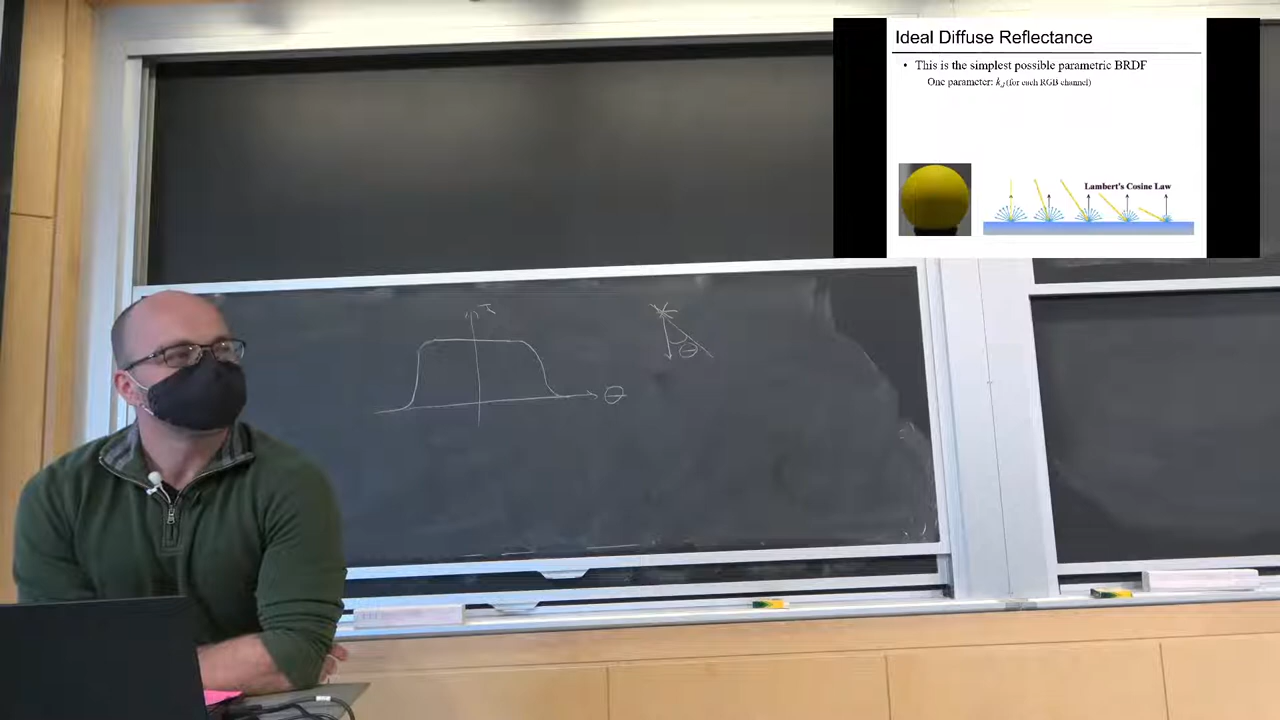 Ideal Diffuse Reflectance
• This is the simplest possible parametric BRDF
One parameter: k_d (for each RGB channel)
Lambert's Cosine Law
I
θ
θ